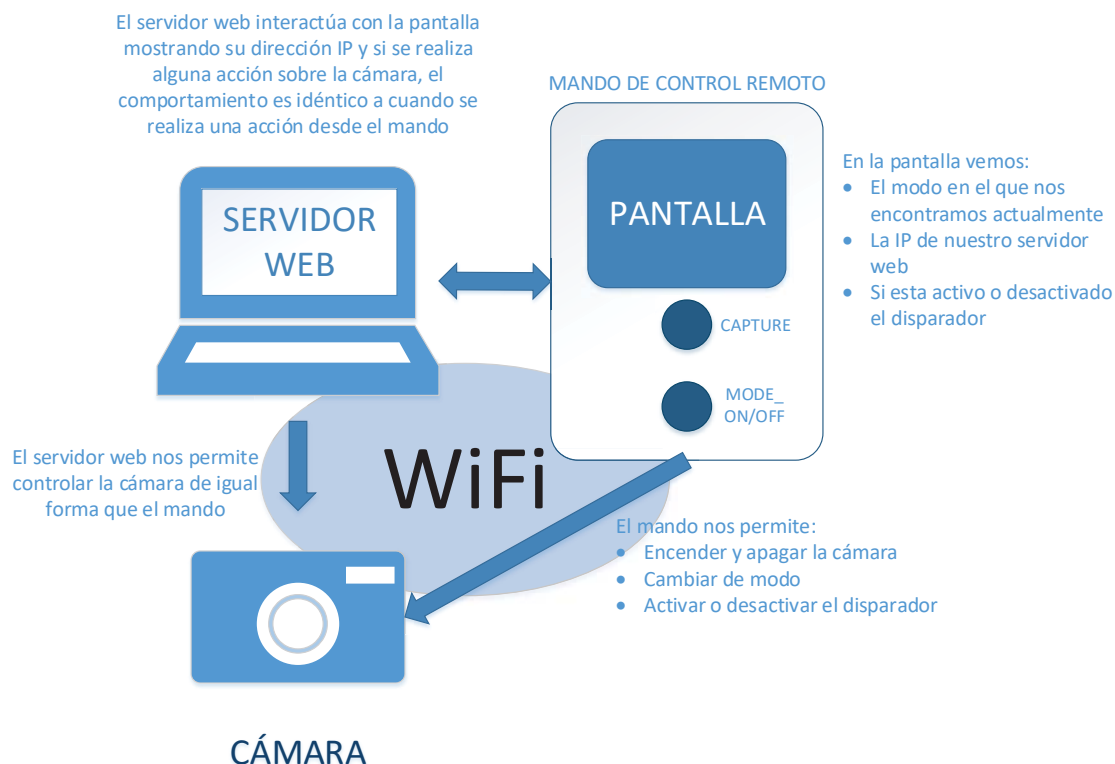 El servidor web interactúa con la pantalla
mostrando su dirección IP y si se realiza
alguna acción sobre la cámara, el
comportamiento es idéntico a cuando se
realiza una acción desde el mando
MANDO DE CONTROL REMOTO
SERVIDOR
WEB
PANTALLA
CAPTURE
MODE_
ON/OFF
En la pantalla vemos:
• El modo en el que nos
encontramos actualmente
• La IP de nuestro servidor
web
• Si esta activo o desactivado
el disparador
WiFi
El servidor web nos permite
controlar la cámara de igual
forma que el mando
El mando nos permite:
• Encender y apagar la cámara
• Cambiar de modo
• Activar o desactivar el disparador
CÁMARA